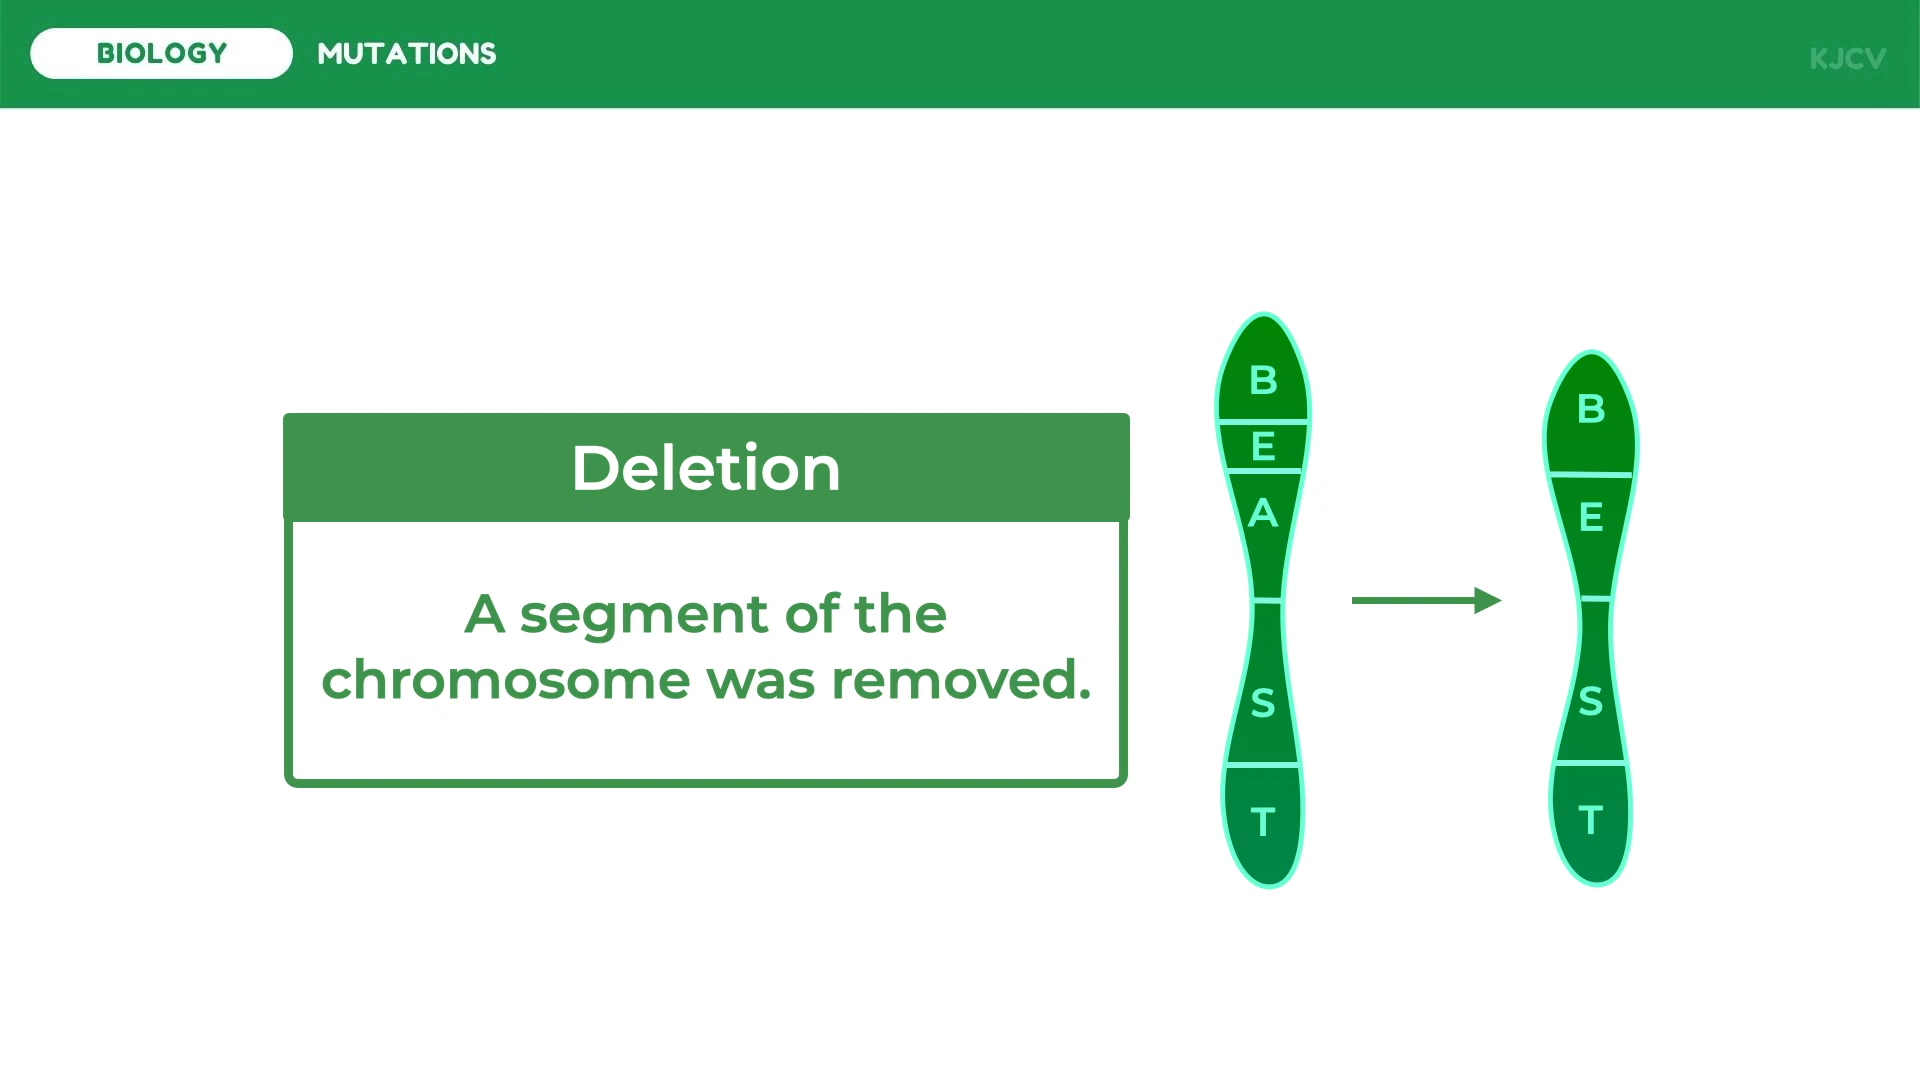 BIOLOGY
MUTATIONS
KJCV
Deletion
A segment of the
chromosome was removed.
B
E
A
S
T
B
E
S
T